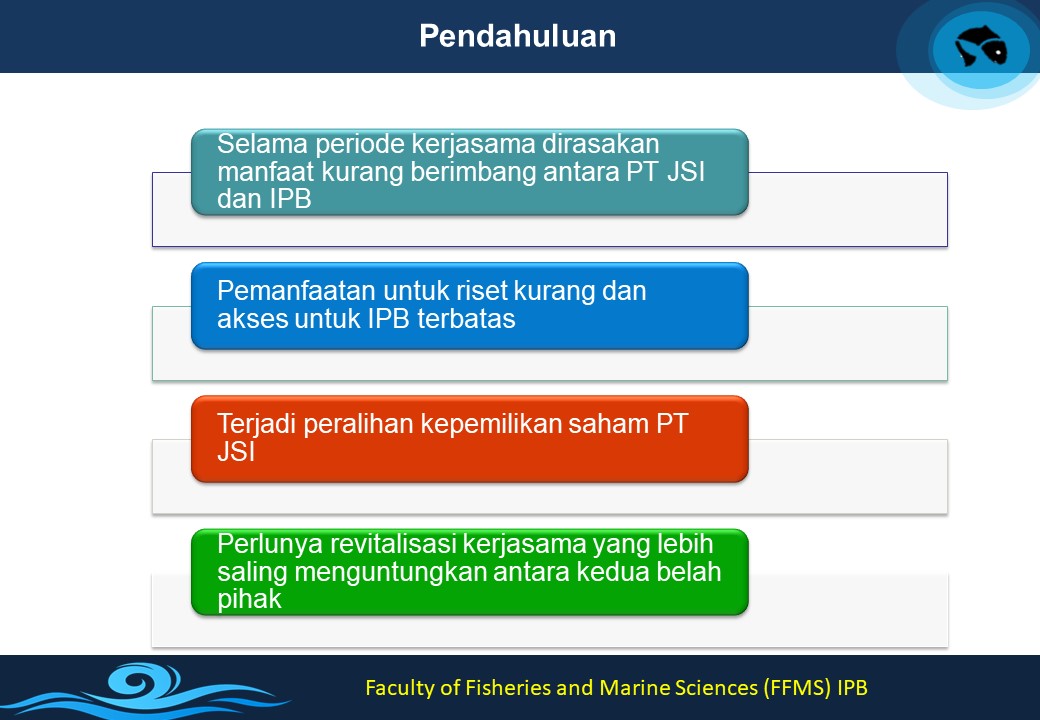 Pendahuluan
Selama periode kerjasama dirasakan
manfaat kurang berimbang antara PT JSI
dan IPB
Pemanfaatan untuk riset kurang dan
akses untuk IPB terbatas
Terjadi peralihan kepemilikan saham PT
JSI
Perlunya revitalisasi kerjasama yang lebih
saling menguntungkan antara kedua belah
pihak
Faculty of Fisheries and Marine Sciences (FFMS) IPB